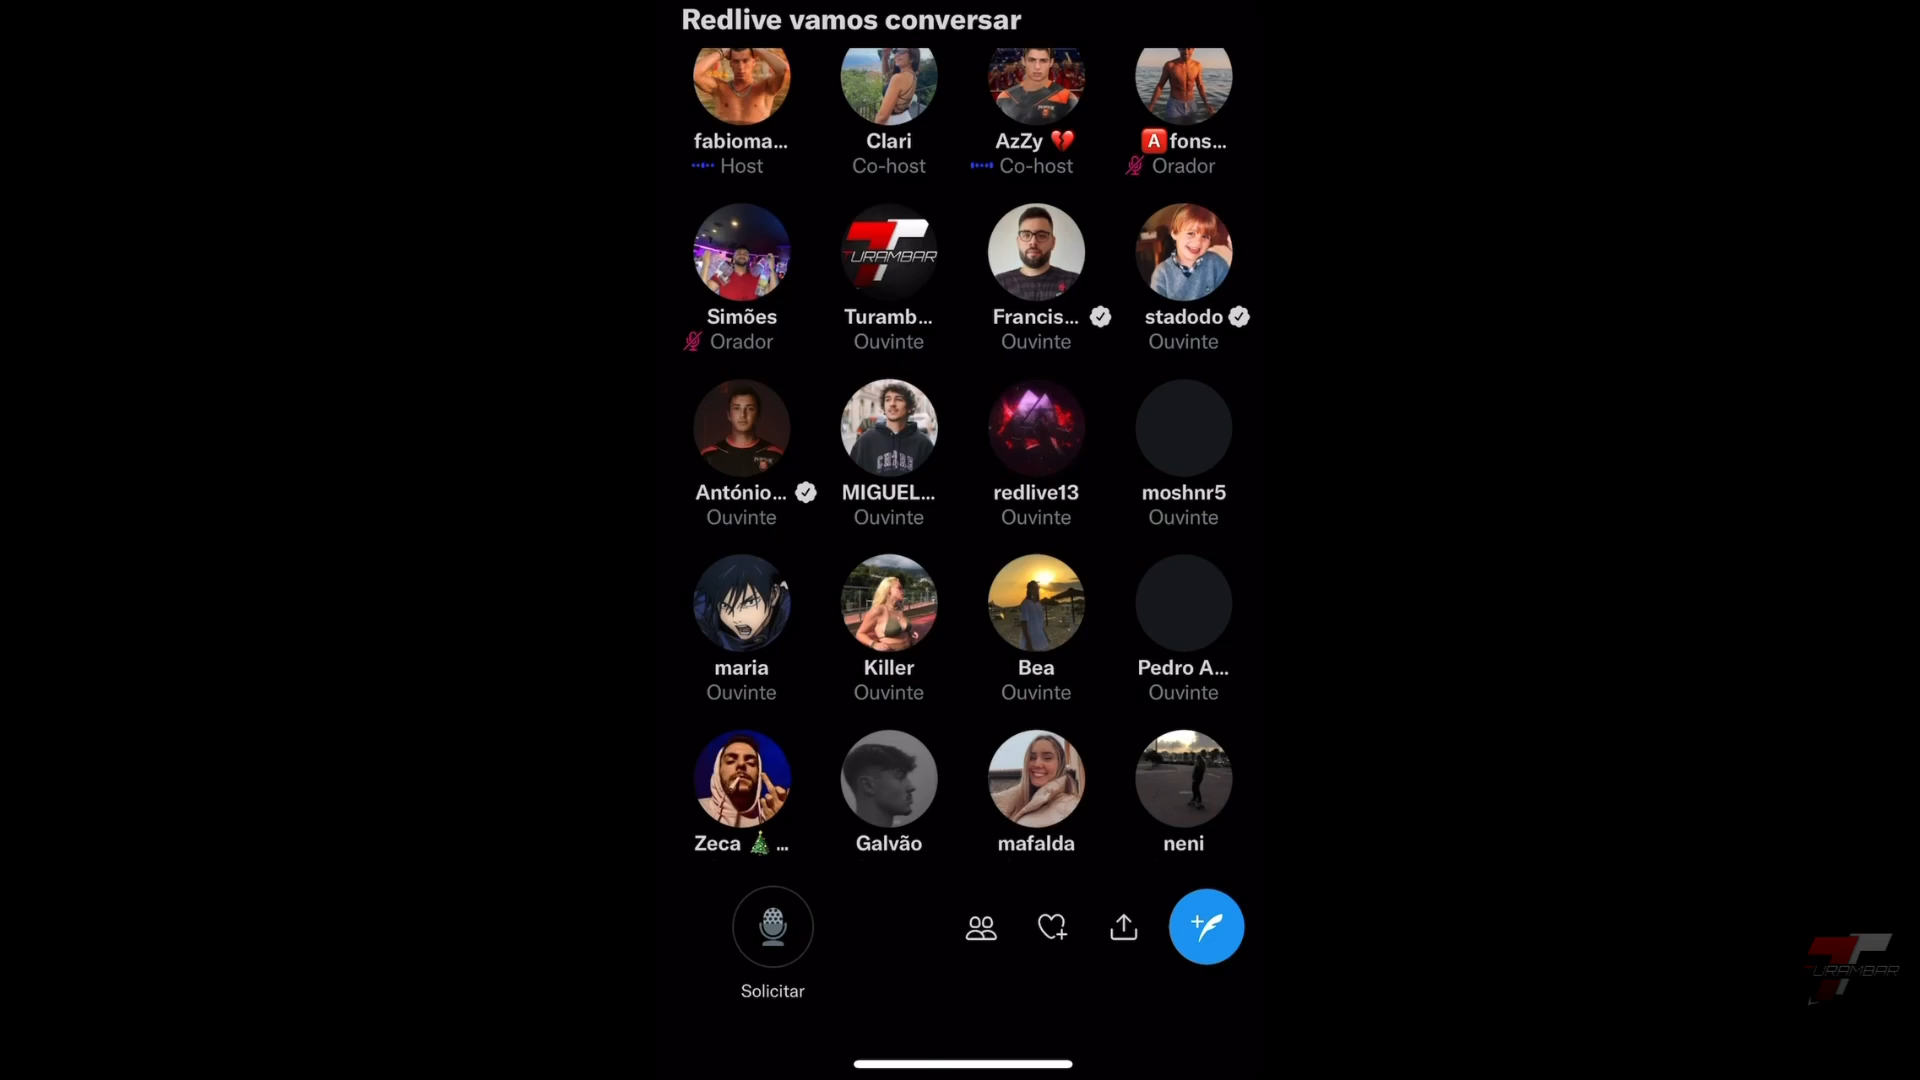 Redlive vamos conversar
fabioma... Clari AzZy 💔 🅰fons...
Host Co-host Co-host Orador
TURAMBAR
Simões Turamb... Francis... stadodo
Orador Ouvinte Ouvinte Ouvinte
António... MIGUEL... redlive13 moshnr5
Ouvinte Ouvinte Ouvinte Ouvinte
maria Killer Bea Pedro A...
Ouvinte Ouvinte Ouvinte Ouvinte
Zeca 🎄... Galvão mafalda neni
Solicitar
TURAMBAR